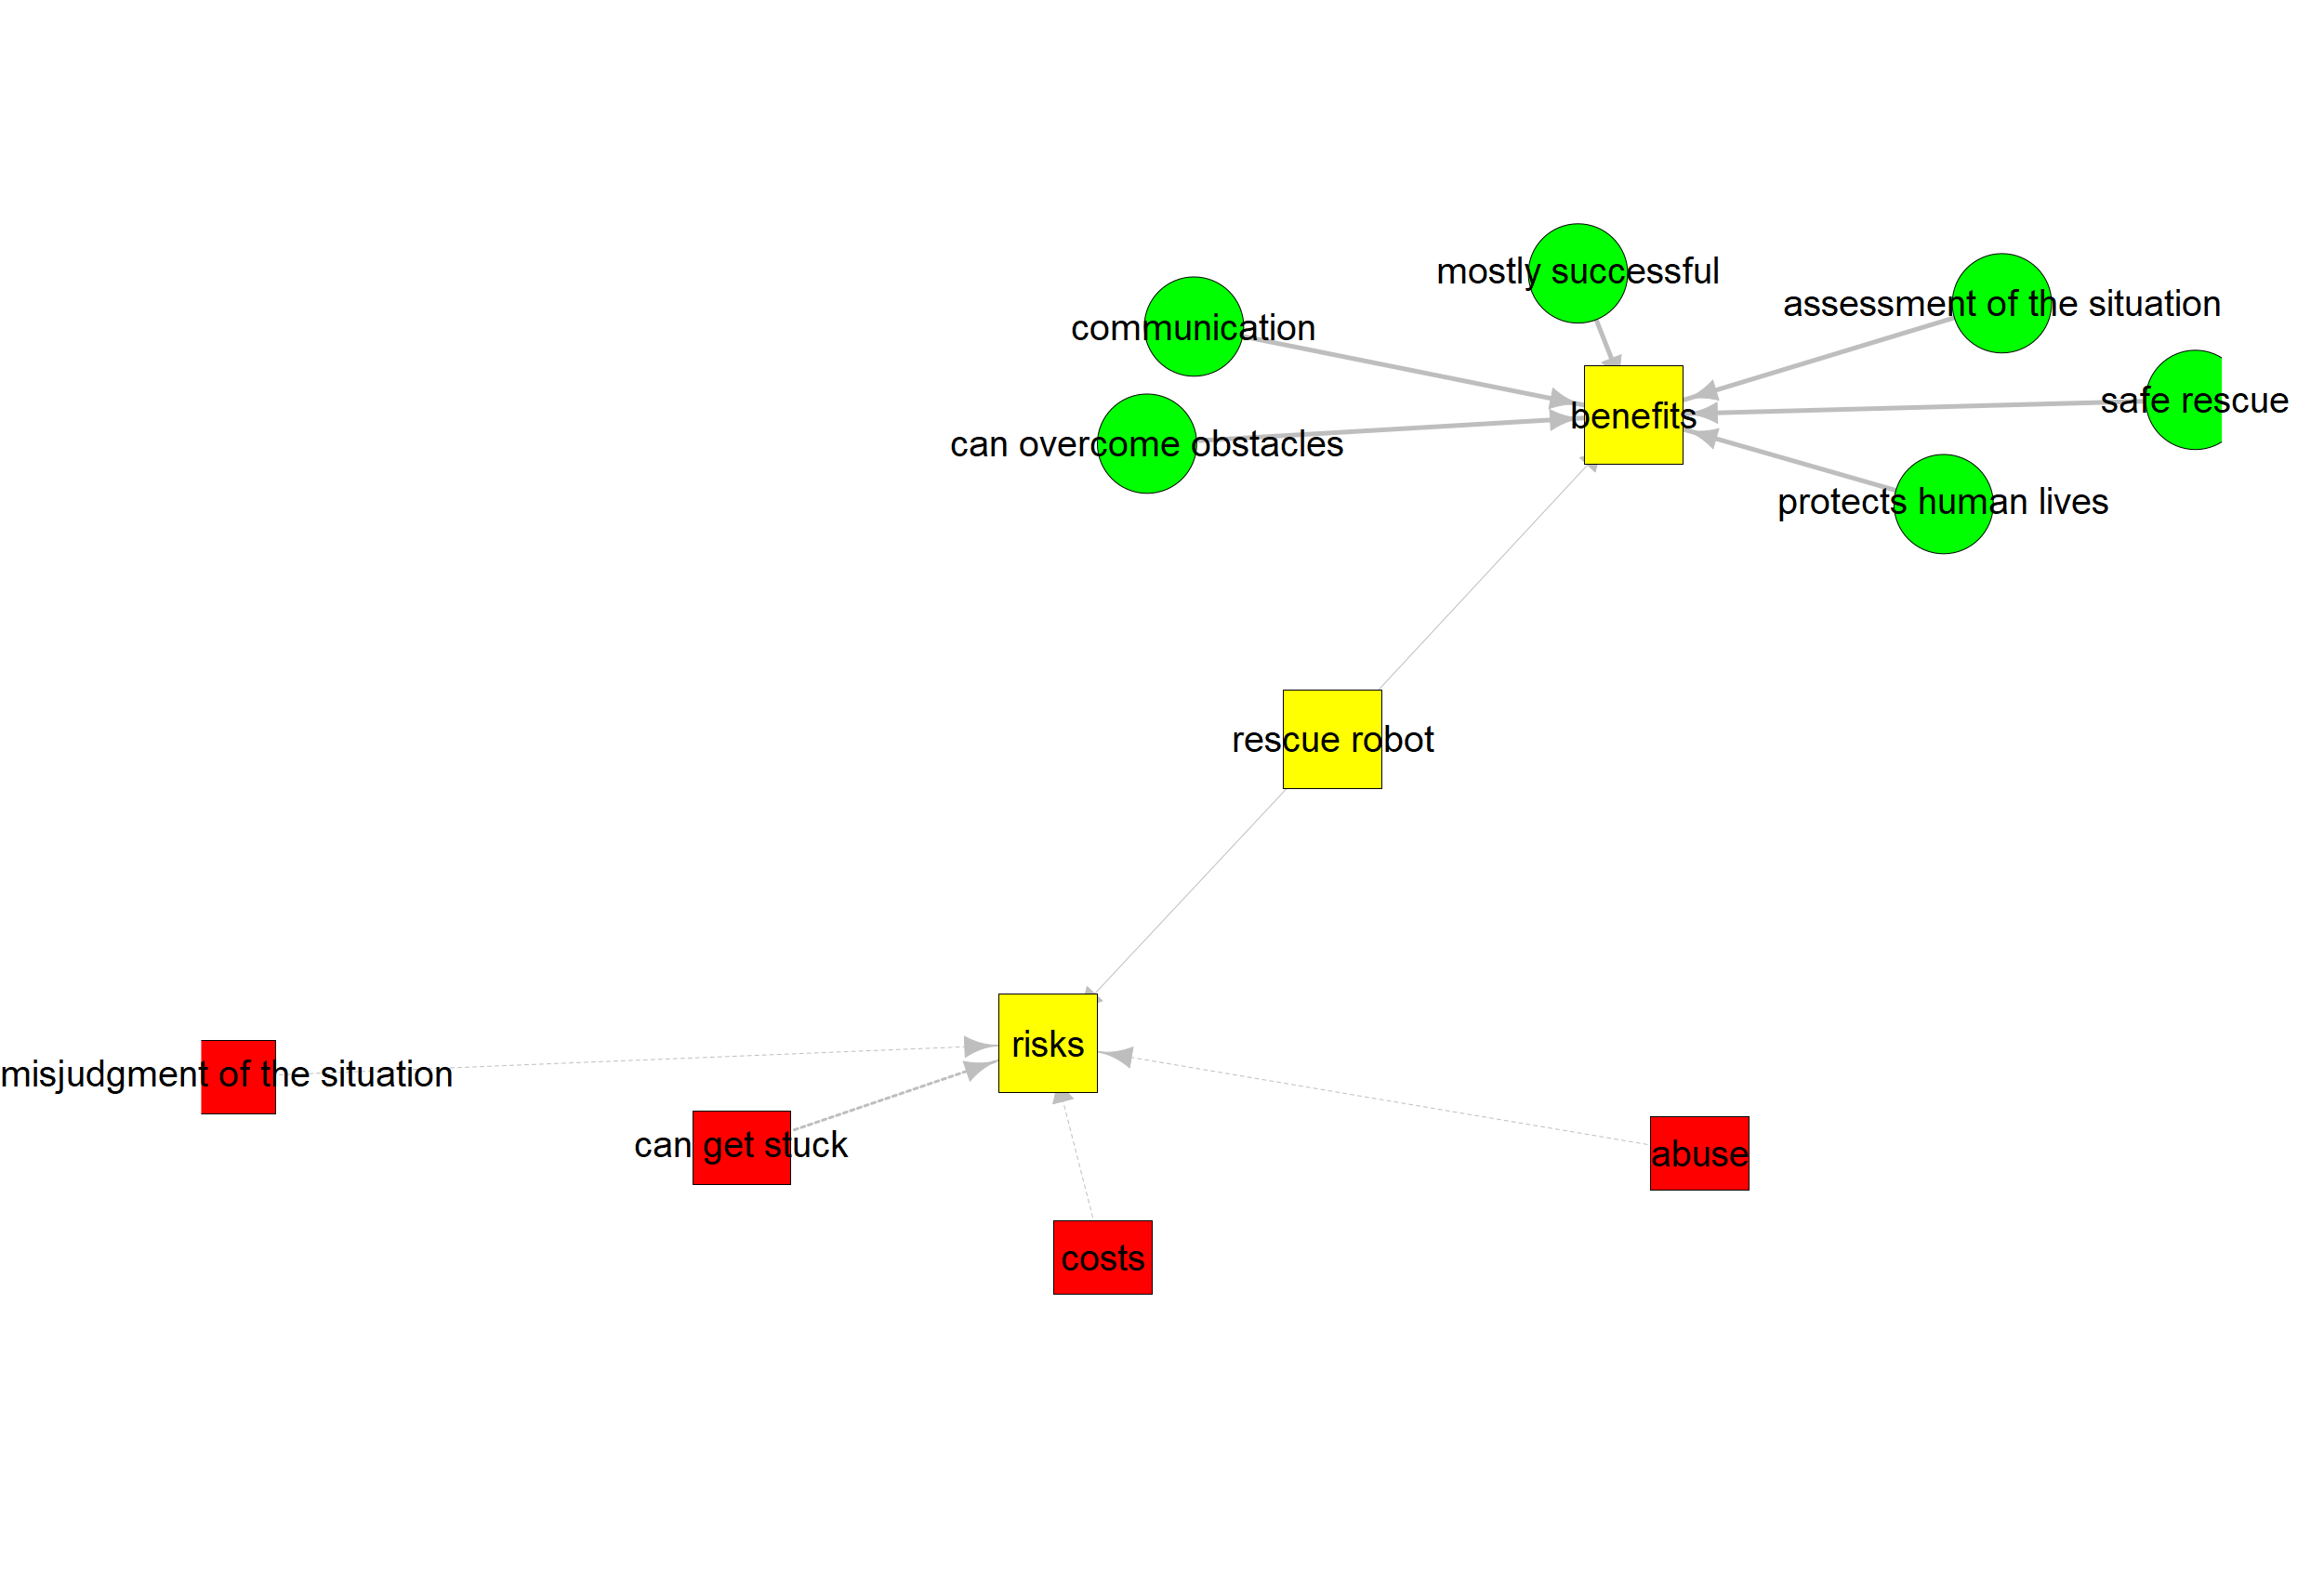 mostly successful
assessment of the situation
communication
safe rescue
benefits
can overcome obstacles
protects human lives
rescue robot
risks
misjudgment of the situation
can get stuck
abuse
costs